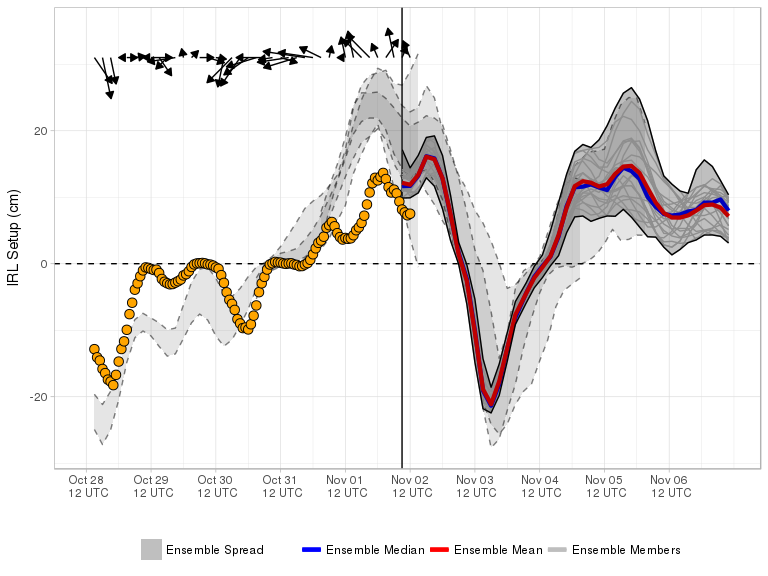 IRL Setup (cm)
20
0
-20
Oct 28 Oct 29 Oct 30 Oct 31 Nov 01 Nov 02 Nov 03 Nov 04 Nov 05 Nov 06
12 UTC 12 UTC 12 UTC 12 UTC 12 UTC 12 UTC 12 UTC 12 UTC 12 UTC 12 UTC
Ensemble Spread Ensemble Median Ensemble Mean Ensemble Members